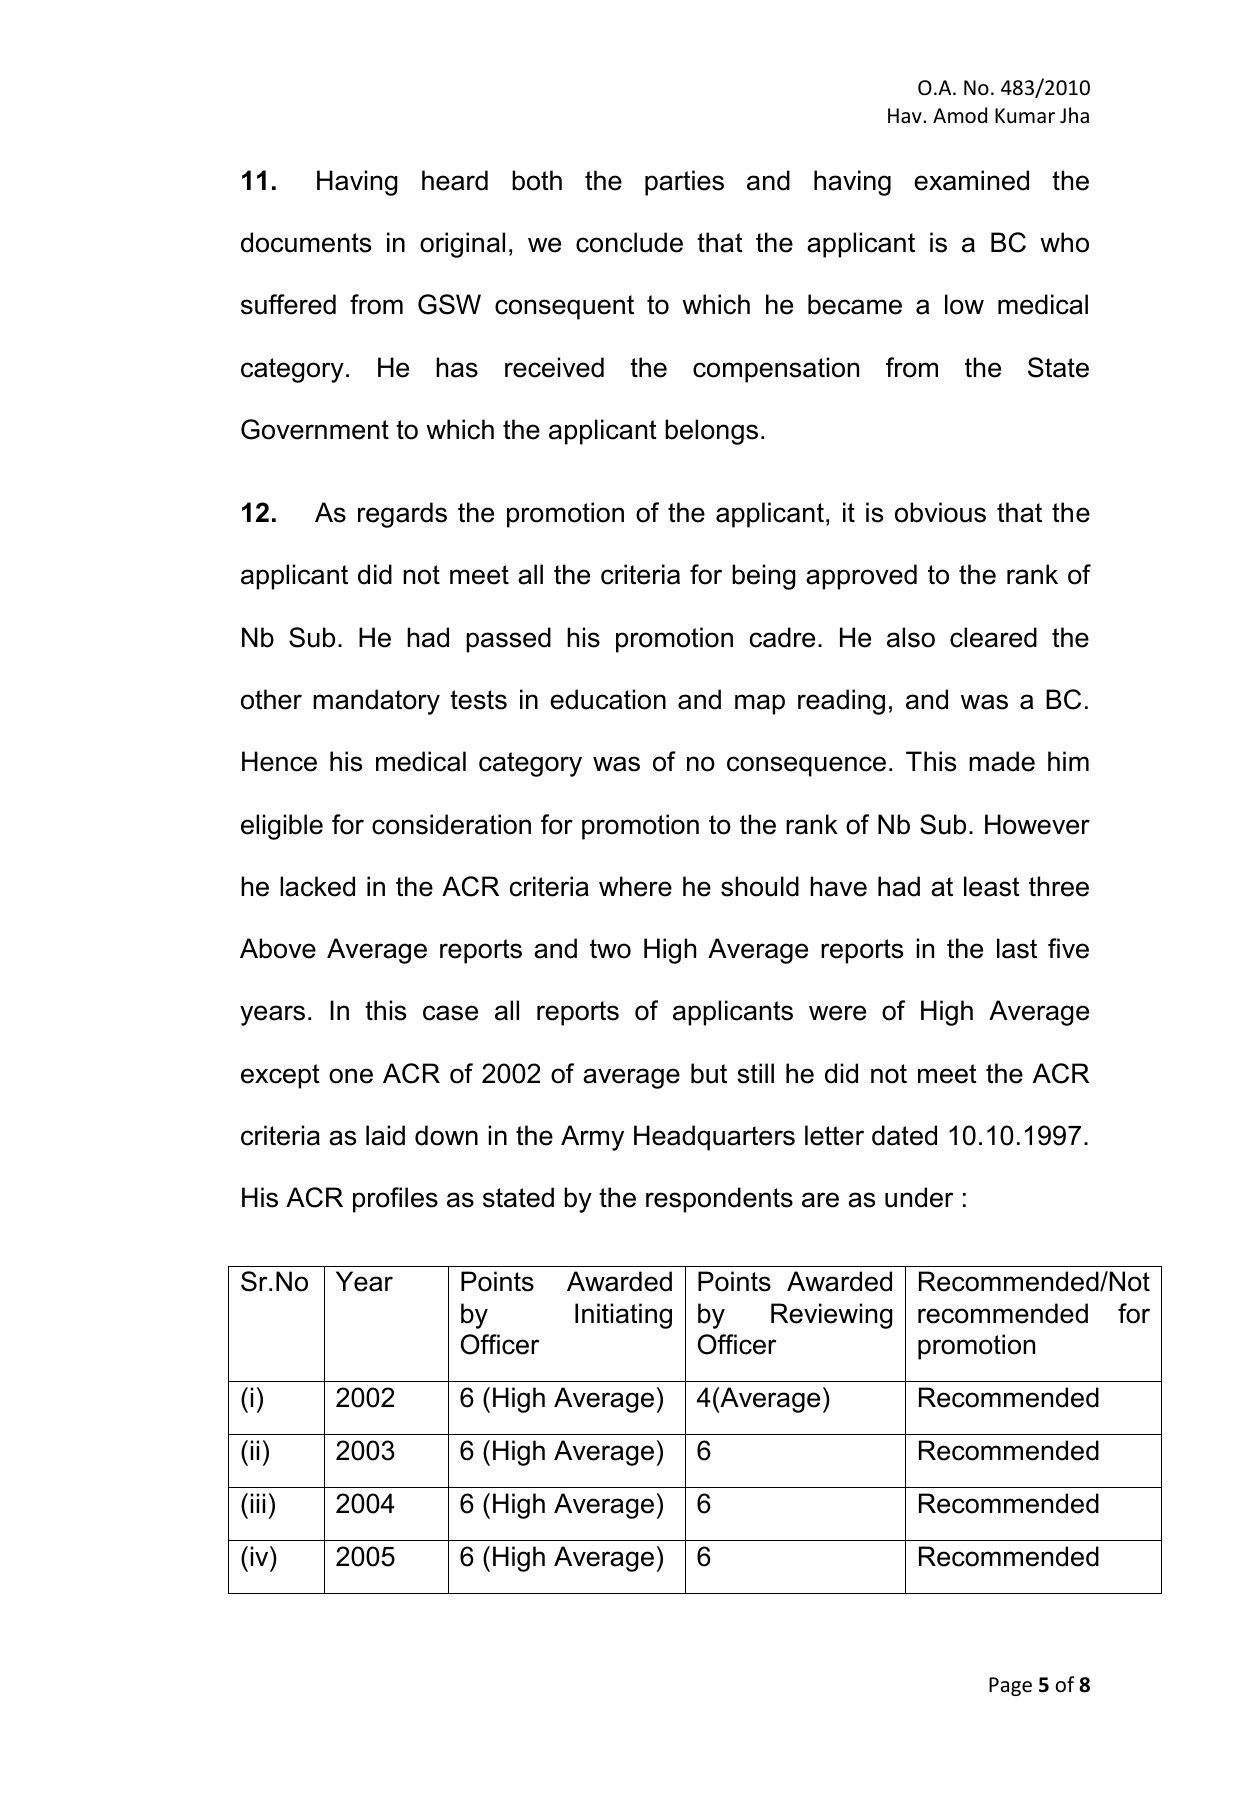 O.A. No. 483/2010
Hav. Amod Kumar Jha
11. Having heard both the parties and having examined the
documents in original, we conclude that the applicant is a BC who
suffered from GSW consequent to which he became a low medical
category. He has received the compensation from the State
Government to which the applicant belongs.
12. As regards the promotion of the applicant, it is obvious that the
applicant did not meet all the criteria for being approved to the rank of
Nb Sub. He had passed his promotion cadre. He also cleared the
other mandatory tests in education and map reading, and was a BC.
Hence his medical category was of no consequence. This made him
eligible for consideration for promotion to the rank of Nb Sub. However
he lacked in the ACR criteria where he should have had at least three
Above Average reports and two High Average reports in the last five
years. In this case all reports of applicants were of High Average
except one ACR of 2002 of average but still he did not meet the ACR
criteria as laid down in the Army Headquarters letter dated 10.10.1997.
His ACR profiles as stated by the respondents are as under :
Sr.No Year Points Awarded Points Awarded Recommended/Not
by Initiating by Reviewing recommended for
Officer Officer promotion
(i) 2002 6 (High Average) 4(Average) Recommended
(ii) 2003 6 (High Average) 6 Recommended
(iii) 2004 6 (High Average) 6 Recommended
(iv) 2005 6 (High Average) 6 Recommended
Page 5 of 8